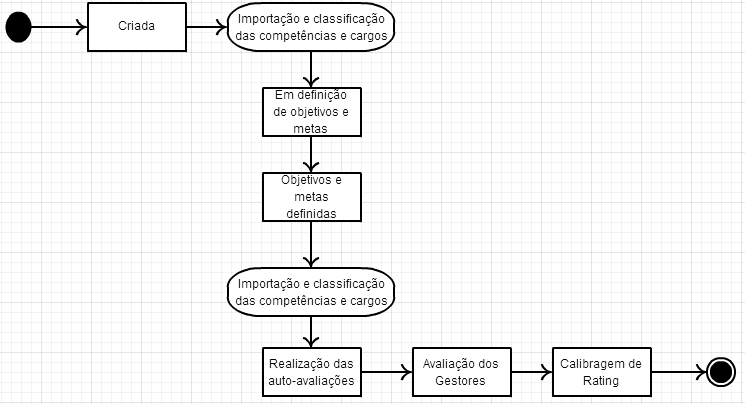 Criada
Importação e classificação
das competências e cargos
Em definição
de objetivos e
metas
Objetivos e
metas
definidas
Importação e classificação
das competências e cargos
Realização das
auto-avaliações
Avaliação dos
Gestores
Calibragem de
Rating